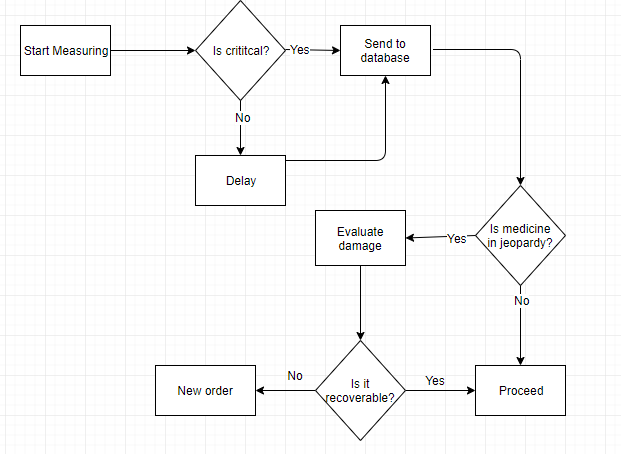 Start Measuring
Is crititcal?
Yes
Send to
database
No
Delay
Evaluate
damage
Yes
Is medicine
in jeopardy?
No
New order
No
Is it
recoverable?
Yes
Proceed